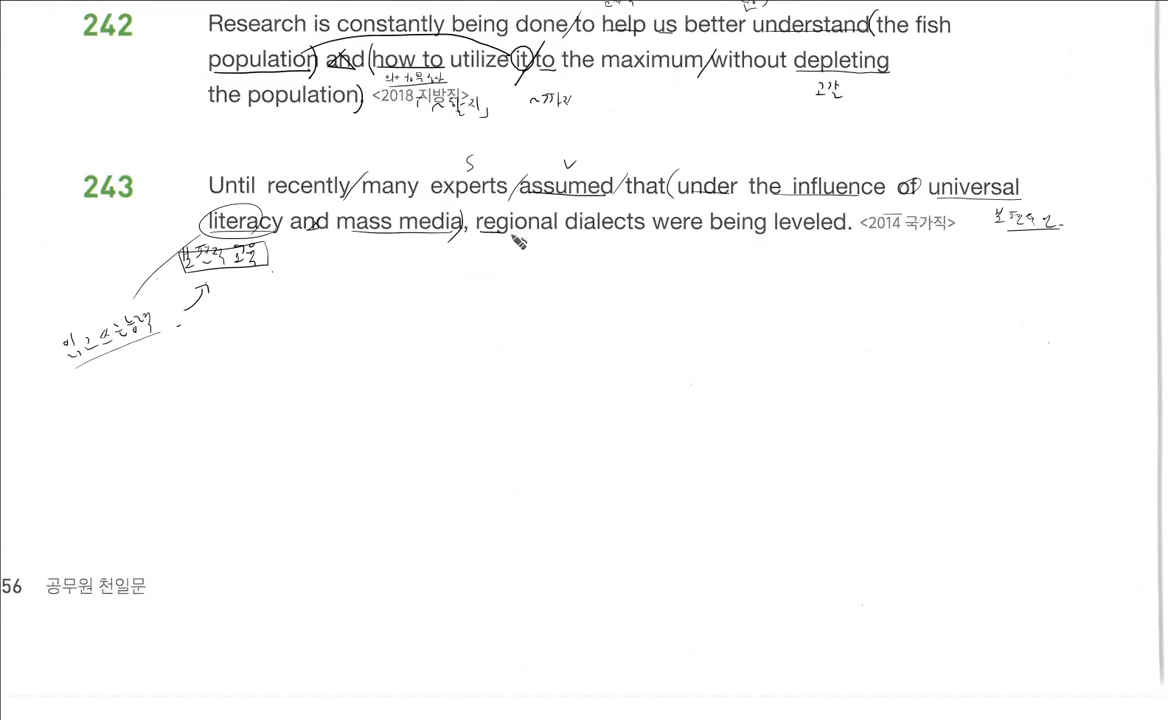 242 Research is constantly being done to help us better understand the fish
population and how to utilize it to the maximum without depleting
the population. <2018 지방직>
~까지
고갈
S V
243 Until recently many experts assumed that under the influence of universal
literacy and mass media, regional dialects were being leveled. <2014 국가직>
보편적인
보편적 교육
읽고 쓰는 능력
56 공무원 천일문